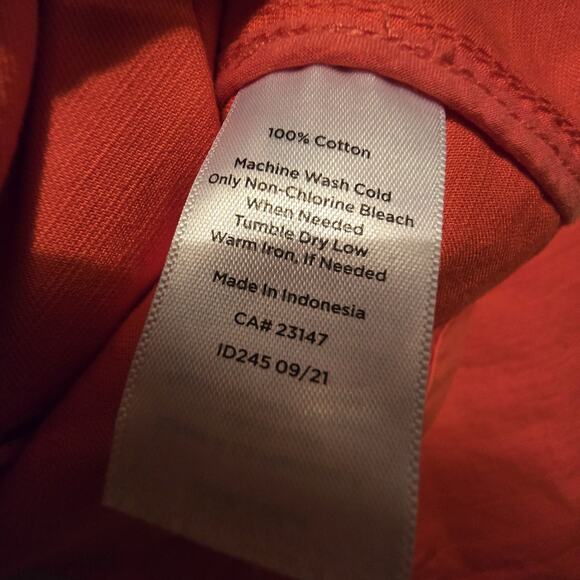 100% Cotton
Machine Wash Cold
Only Non-Chlorine Bleach
When Needed
Tumble Dry Low
Warm Iron, If Needed
Made In Indonesia
CA# 23147
ID245 09/21